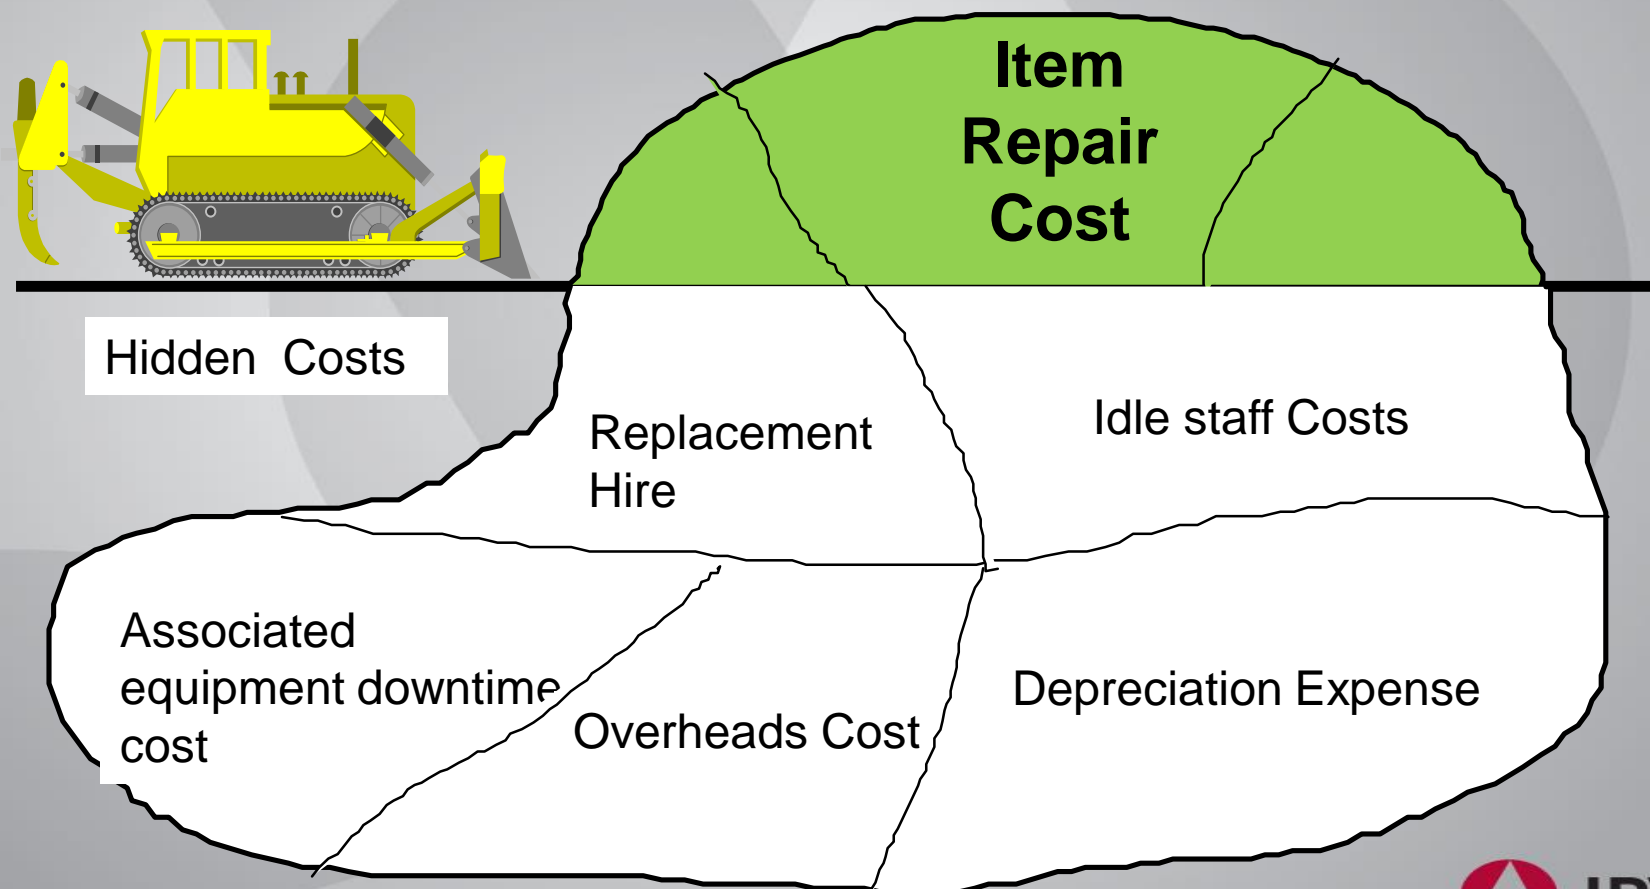 Item
Repair
Cost
Hidden Costs
Replacement
Hire
Idle staff Costs
Associated
equipment downtime
cost
Overheads Cost
Depreciation Expense